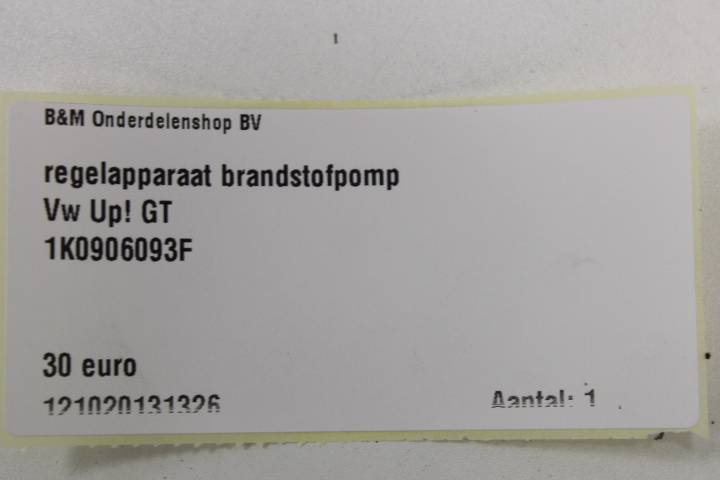 B&M Onderdelenshop BV
regelapparaat brandstofpomp
Vw Up! GT
1K0906093F
30 euro
121020131326
Aantal: 1